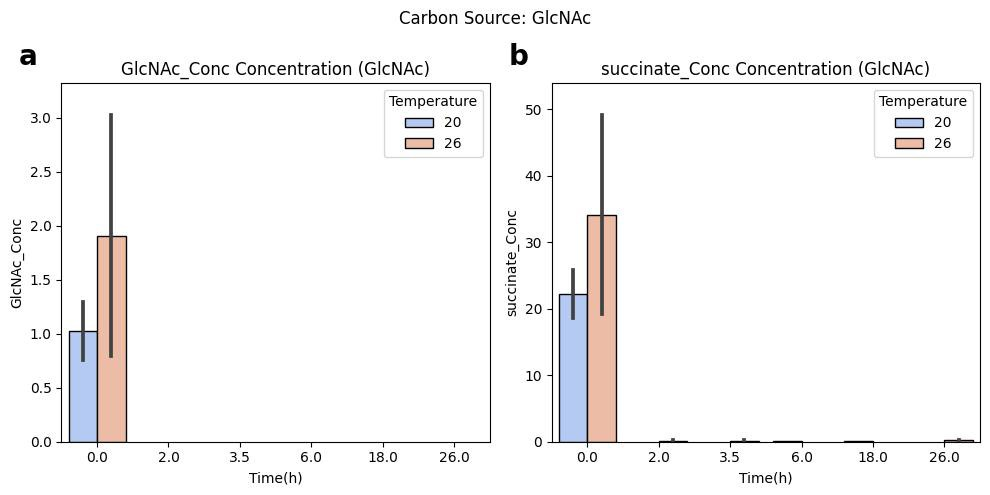 Carbon Source: GlcNAc
a
GlcNAc_Conc Concentration (GlcNAc)
Temperature
20
26
3.0
2.5
2.0
1.5
1.0
0.5
0.0
GlcNAc_Conc
0.0 2.0 3.5 6.0 18.0 26.0
Time(h)
b
succinate_Conc Concentration (GlcNAc)
Temperature
20
26
50
40
30
20
10
0
succinate_Conc
0.0 2.0 3.5 6.0 18.0 26.0
Time(h)